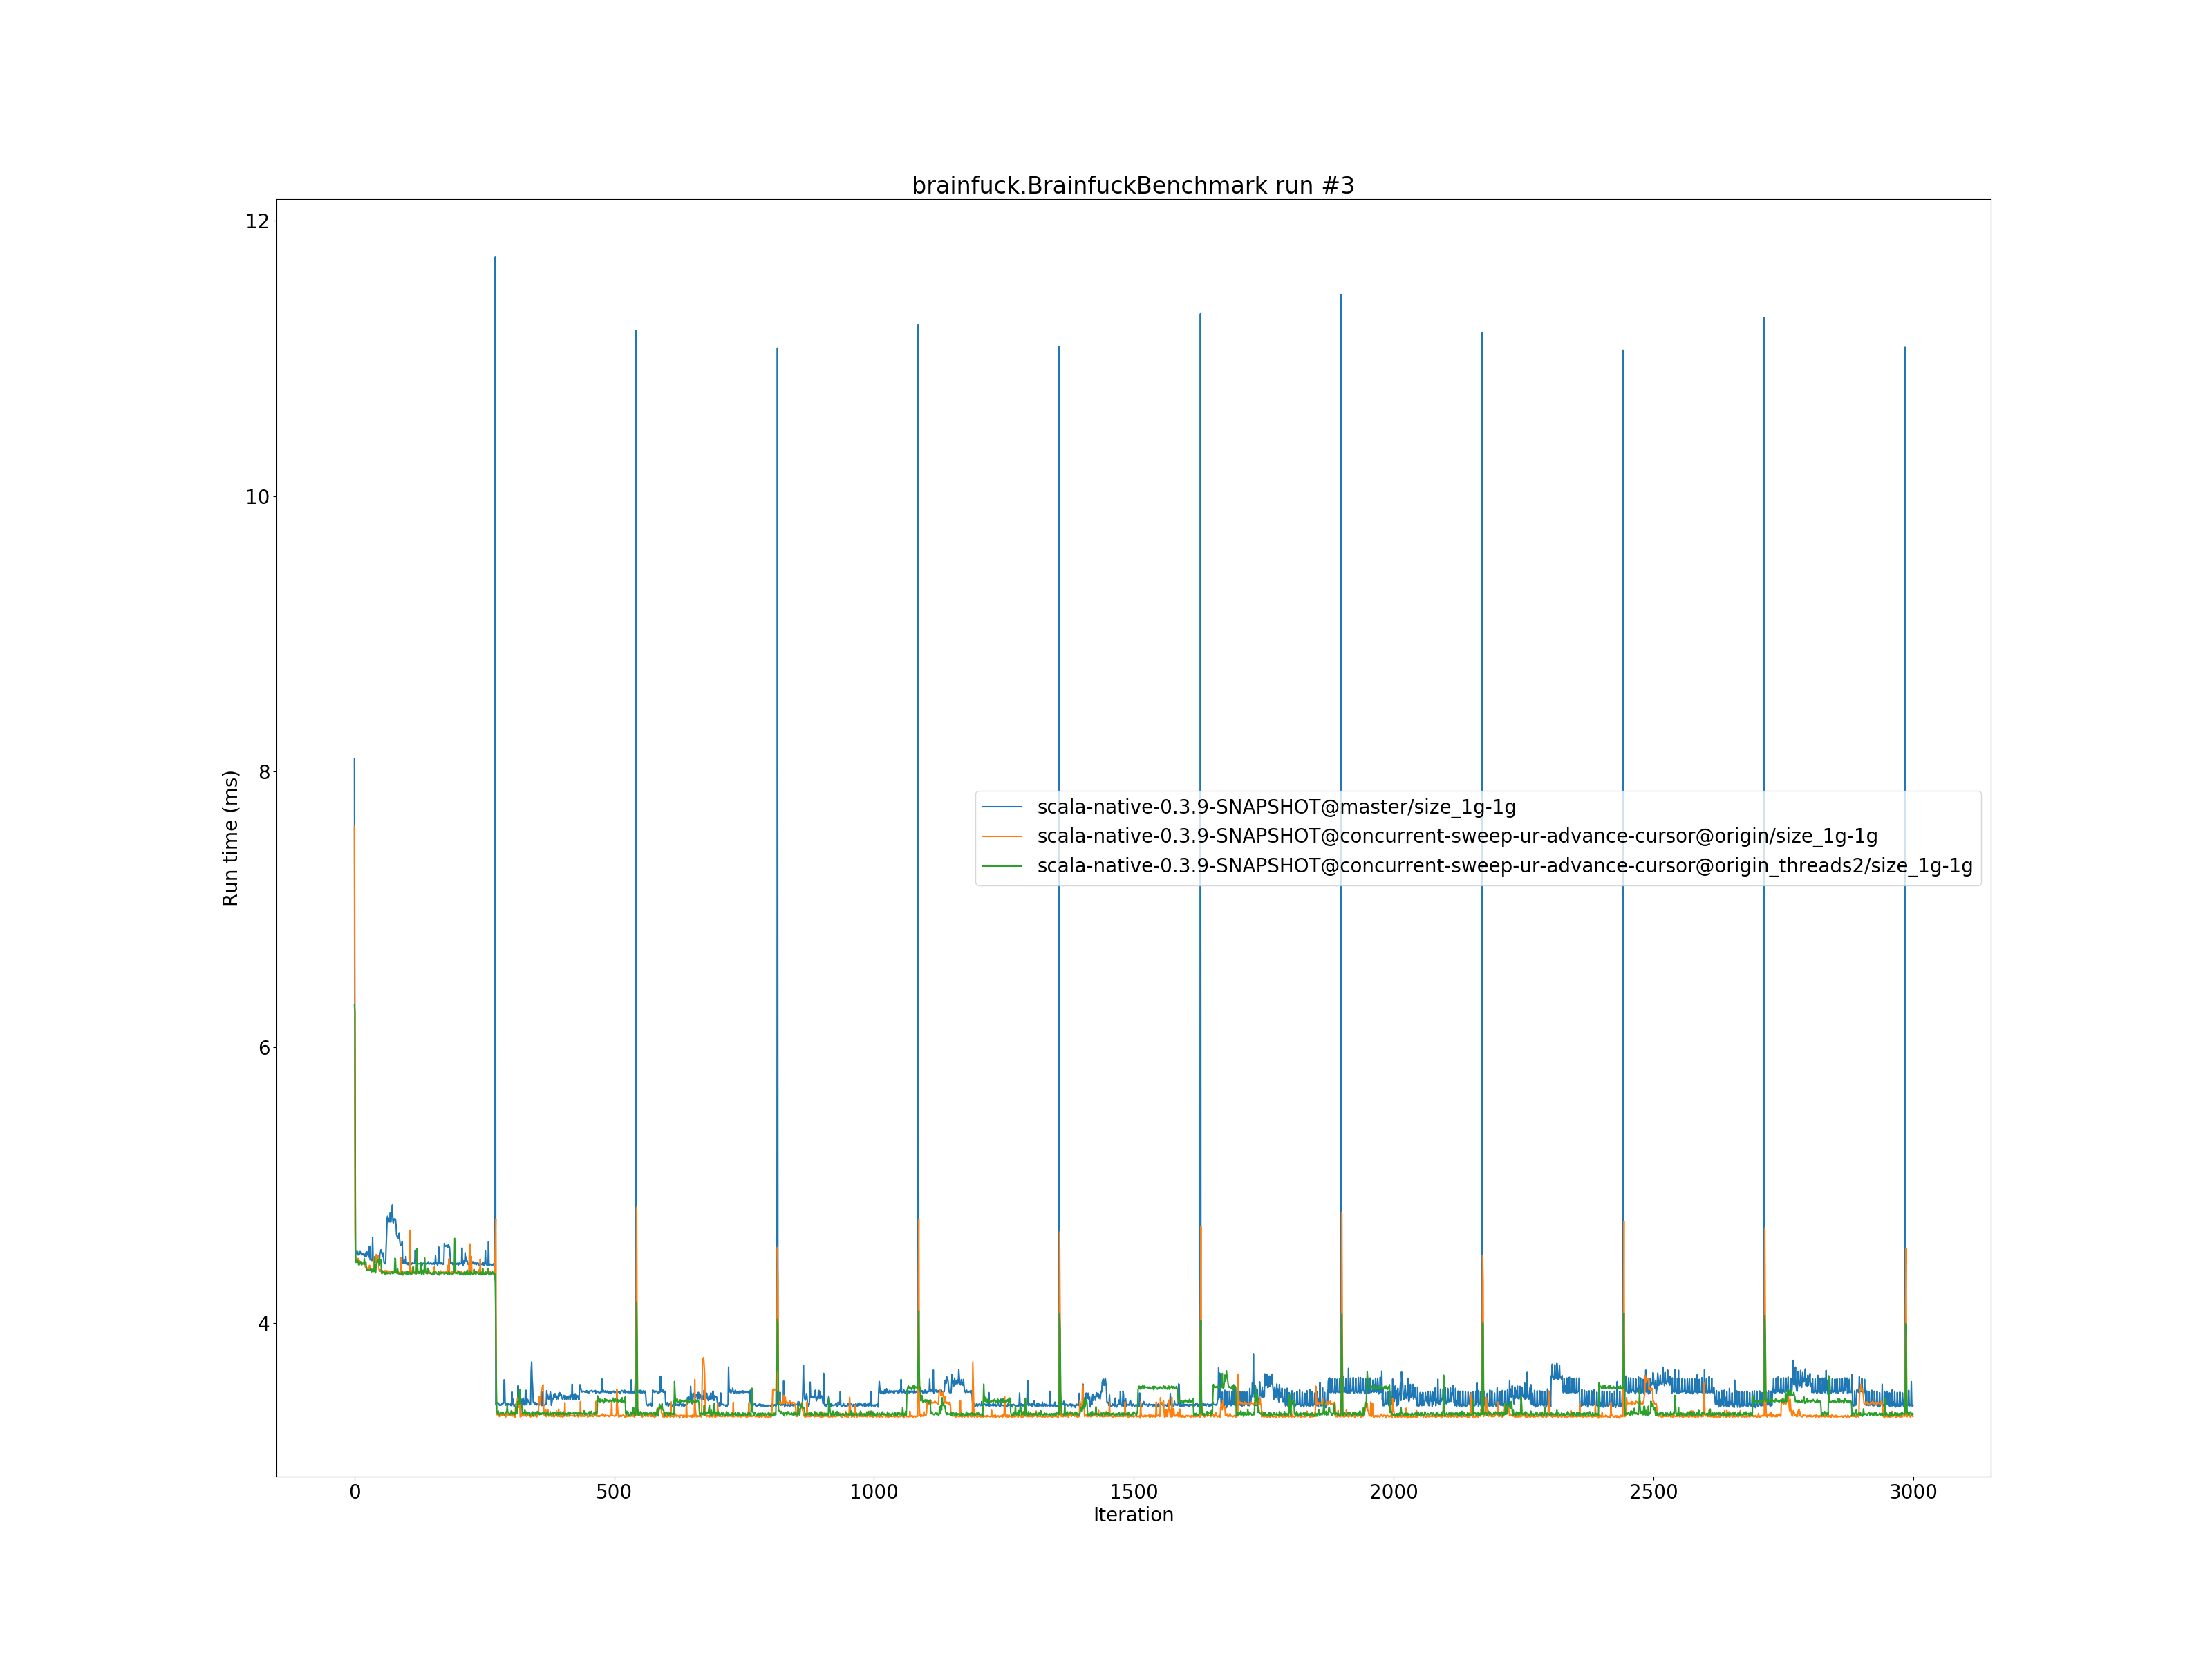 brainfuck.BrainfuckBenchmark run #3
12
10
8
6
4
Run time (ms)
scala-native-0.3.9-SNAPSHOT@master/size_1g-1g
scala-native-0.3.9-SNAPSHOT@concurrent-sweep-ur-advance-cursor@origin/size_1g-1g
scala-native-0.3.9-SNAPSHOT@concurrent-sweep-ur-advance-cursor@origin_threads2/size_1g-1g
0 500 1000 1500 2000 2500 3000
Iteration